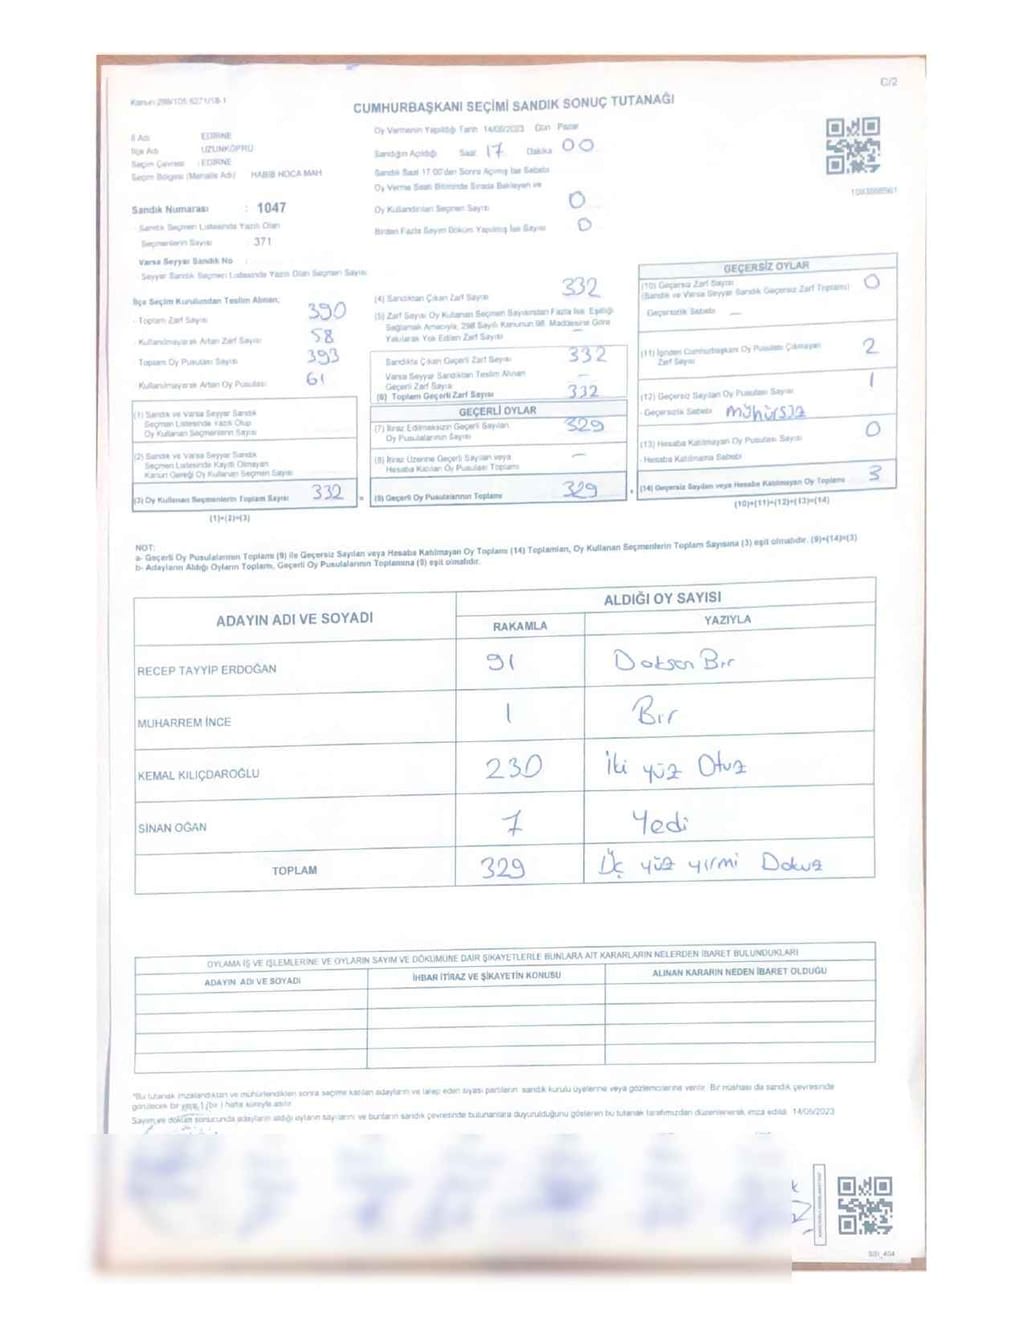 C/2
Kanun 298/105 6271/18-1
CUMHURBAŞKANI SEÇİMİ SANDIK SONUÇ TUTANAĞI
İl Adı EDİRNE
İlçe Adı UZUNKÖPRÜ
Seçim Çevresi : EDİRNE
Seçim Bölgesi (Mahalle Adı) HABİB HOCA MAH
Oy Vermenin Yapıldığı Tarih 14/05/2023 Gün Pazar
Sandığın Açıldığı Saat 17 Dakika 00
Sandık Saat 17.00'den Sonra Açılmış İse Sebebi
Oy Verme Saati Bitiminde Sırada Bekleyen ve
Oy Kullandırılan Seçmen Sayısı 0
Birden Fazla Sayım Döküm Yapılmış İse Sayısı 0
Sandık Numarası : 1047
- Sandık Seçmen Listesinde Yazılı Olan
Seçmenlerin Sayısı 371
Varsa Seyyar Sandık No :
- Seyyar Sandık Seçmen Listesinde Yazılı Olan Seçmen Sayısı
İlçe Seçim Kurulundan Teslim Alınan;
- Toplam Zarf Sayısı 390
- Kullanılmayarak Artan Zarf Sayısı 58
Toplam Oy Pusulası Sayısı 393
Kullanılmayarak Artan Oy Pusulası 61
(1) Sandık ve Varsa Seyyar Sandık
Seçmen Listesinde Yazılı Olup
Oy Kullanan Seçmenlerin Sayısı
(2) Sandık ve Varsa Seyyar Sandık
Seçmen Listesinde Kayıtlı Olmayan
Kanun Gereği Oy Kullanan Seçmen Sayısı
(3) Oy Kullanan Seçmenlerin Toplam Sayısı 332
(1)+(2)=(3)
(4) Sandıktan Çıkan Zarf Sayısı 332
(5) Zarf Sayısı Oy Kullanan Seçmen Sayısından Fazla İse, Eşitliği
Sağlamak Amacıyla, 298 Sayılı Kanunun 98. Maddesine Göre
Yakılarak Yok Edilen Zarf Sayısı –
Sandıkta Çıkan Geçerli Zarf Sayısı 332
Varsa Seyyar Sandıktan Teslim Alınan
Geçerli Zarf Sayısı –
(6) Toplam Geçerli Zarf Sayısı 332
GEÇERLİ OYLAR
(7) İtiraz Edilmeksizin Geçerli Sayılan
Oy Pusulalarının Sayısı 329
(8) İtiraz Üzerine Geçerli Sayılan veya
Hesaba Katılan Oy Pusulası Toplamı –
(9) Geçerli Oy Pusulalarının Toplamı 329
GEÇERSİZ OYLAR
(10) Geçersiz Zarf Sayısı
(Sandık ve Varsa Seyyar Sandık Geçersiz Zarf Toplamı) 0
Geçersizlik Sebebi –
(11) İçinden Cumhurbaşkanı Oy Pusulası Çıkmayan
Zarf Sayısı 2
(12) Geçersiz Sayılan Oy Pusulası Sayısı 1
- Geçersizlik Sebebi mühürsüz
(13) Hesaba Katılmayan Oy Pusulası Sayısı 0
- Hesaba Katılmama Sebebi
(14) Geçersiz Sayılan veya Hesaba Katılmayan Oy Toplamı 3
(10)+(11)+(12)+(13)=(14)
NOT:
a- Geçerli Oy Pusulalarının Toplamı (9) ile Geçersiz Sayılan veya Hesaba Katılmayan Oy Toplamı (14) Toplamları, Oy Kullanan Seçmenlerin Toplam Sayısına (3) eşit olmalıdır. (9)+(14)=(3)
b- Adayların Aldığı Oyların Toplamı, Geçerli Oy Pusulalarının Toplamına (9) eşit olmalıdır.
ADAYIN ADI VE SOYADI
ALDIĞI OY SAYISI
RAKAMLA YAZIYLA
RECEP TAYYİP ERDOĞAN 91 Doksan Bir
MUHARREM İNCE 1 Bir
KEMAL KILIÇDAROĞLU 230 İki yüz Otuz
SİNAN OĞAN 7 Yedi
TOPLAM 329 Üç yüz yirmi Dokuz
OYLAMA İŞ VE İŞLEMLERİNE VE OYLARIN SAYIM VE DÖKÜMÜNE DAİR ŞİKAYETLERLE BUNLARA AİT KARARLARIN NELERDEN İBARET BULUNDUKLARI
ADAYIN ADI VE SOYADI İHBAR İTİRAZ VE ŞİKAYETİN KONUSU ALINAN KARARIN NEDEN İBARET OLDUĞU
*Bu tutanak imzalandıktan ve mühürlendikten sonra seçime katılan adayların ve talep eden siyasi partilerin sandık kurulu üyelerine veya gözlemcilerine verilir. Bir nüshası da sandık çevresinde
görülecek bir yere 1 (bir) hafta süreyle asılır.
Sayım ve döküm sonucunda adayların aldığı oyların sayılarını ve bunların sandık çevresinde bulunanlara duyurulduğunu gösteren bu tutanak tarafımızdan düzenlenerek imza edildi. 14/05/2023